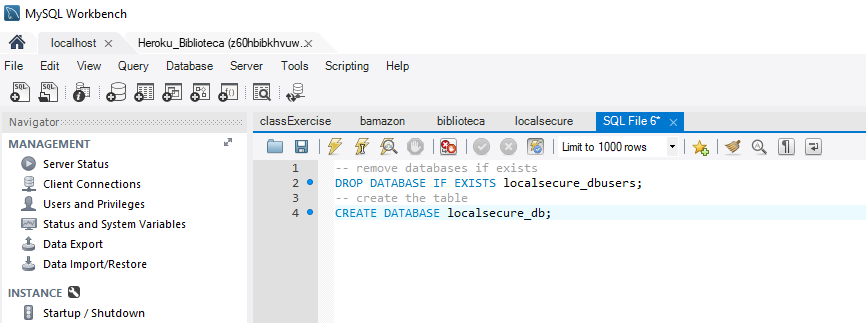 MySQL Workbench
localhost
Heroku_Biblioteca (z60hbibkhvuw...
File Edit View Query Database Server Tools Scripting Help
Navigator
MANAGEMENT
Server Status
Client Connections
Users and Privileges
Status and System Variables
Data Export
Data Import/Restore
INSTANCE
Startup / Shutdown
classExercise bamazon biblioteca localsecure SQL File 6*
Limit to 1000 rows
1 -- remove databases if exists
2 DROP DATABASE IF EXISTS localsecure_dbusers;
3 -- create the table
4 CREATE DATABASE localsecure_db;